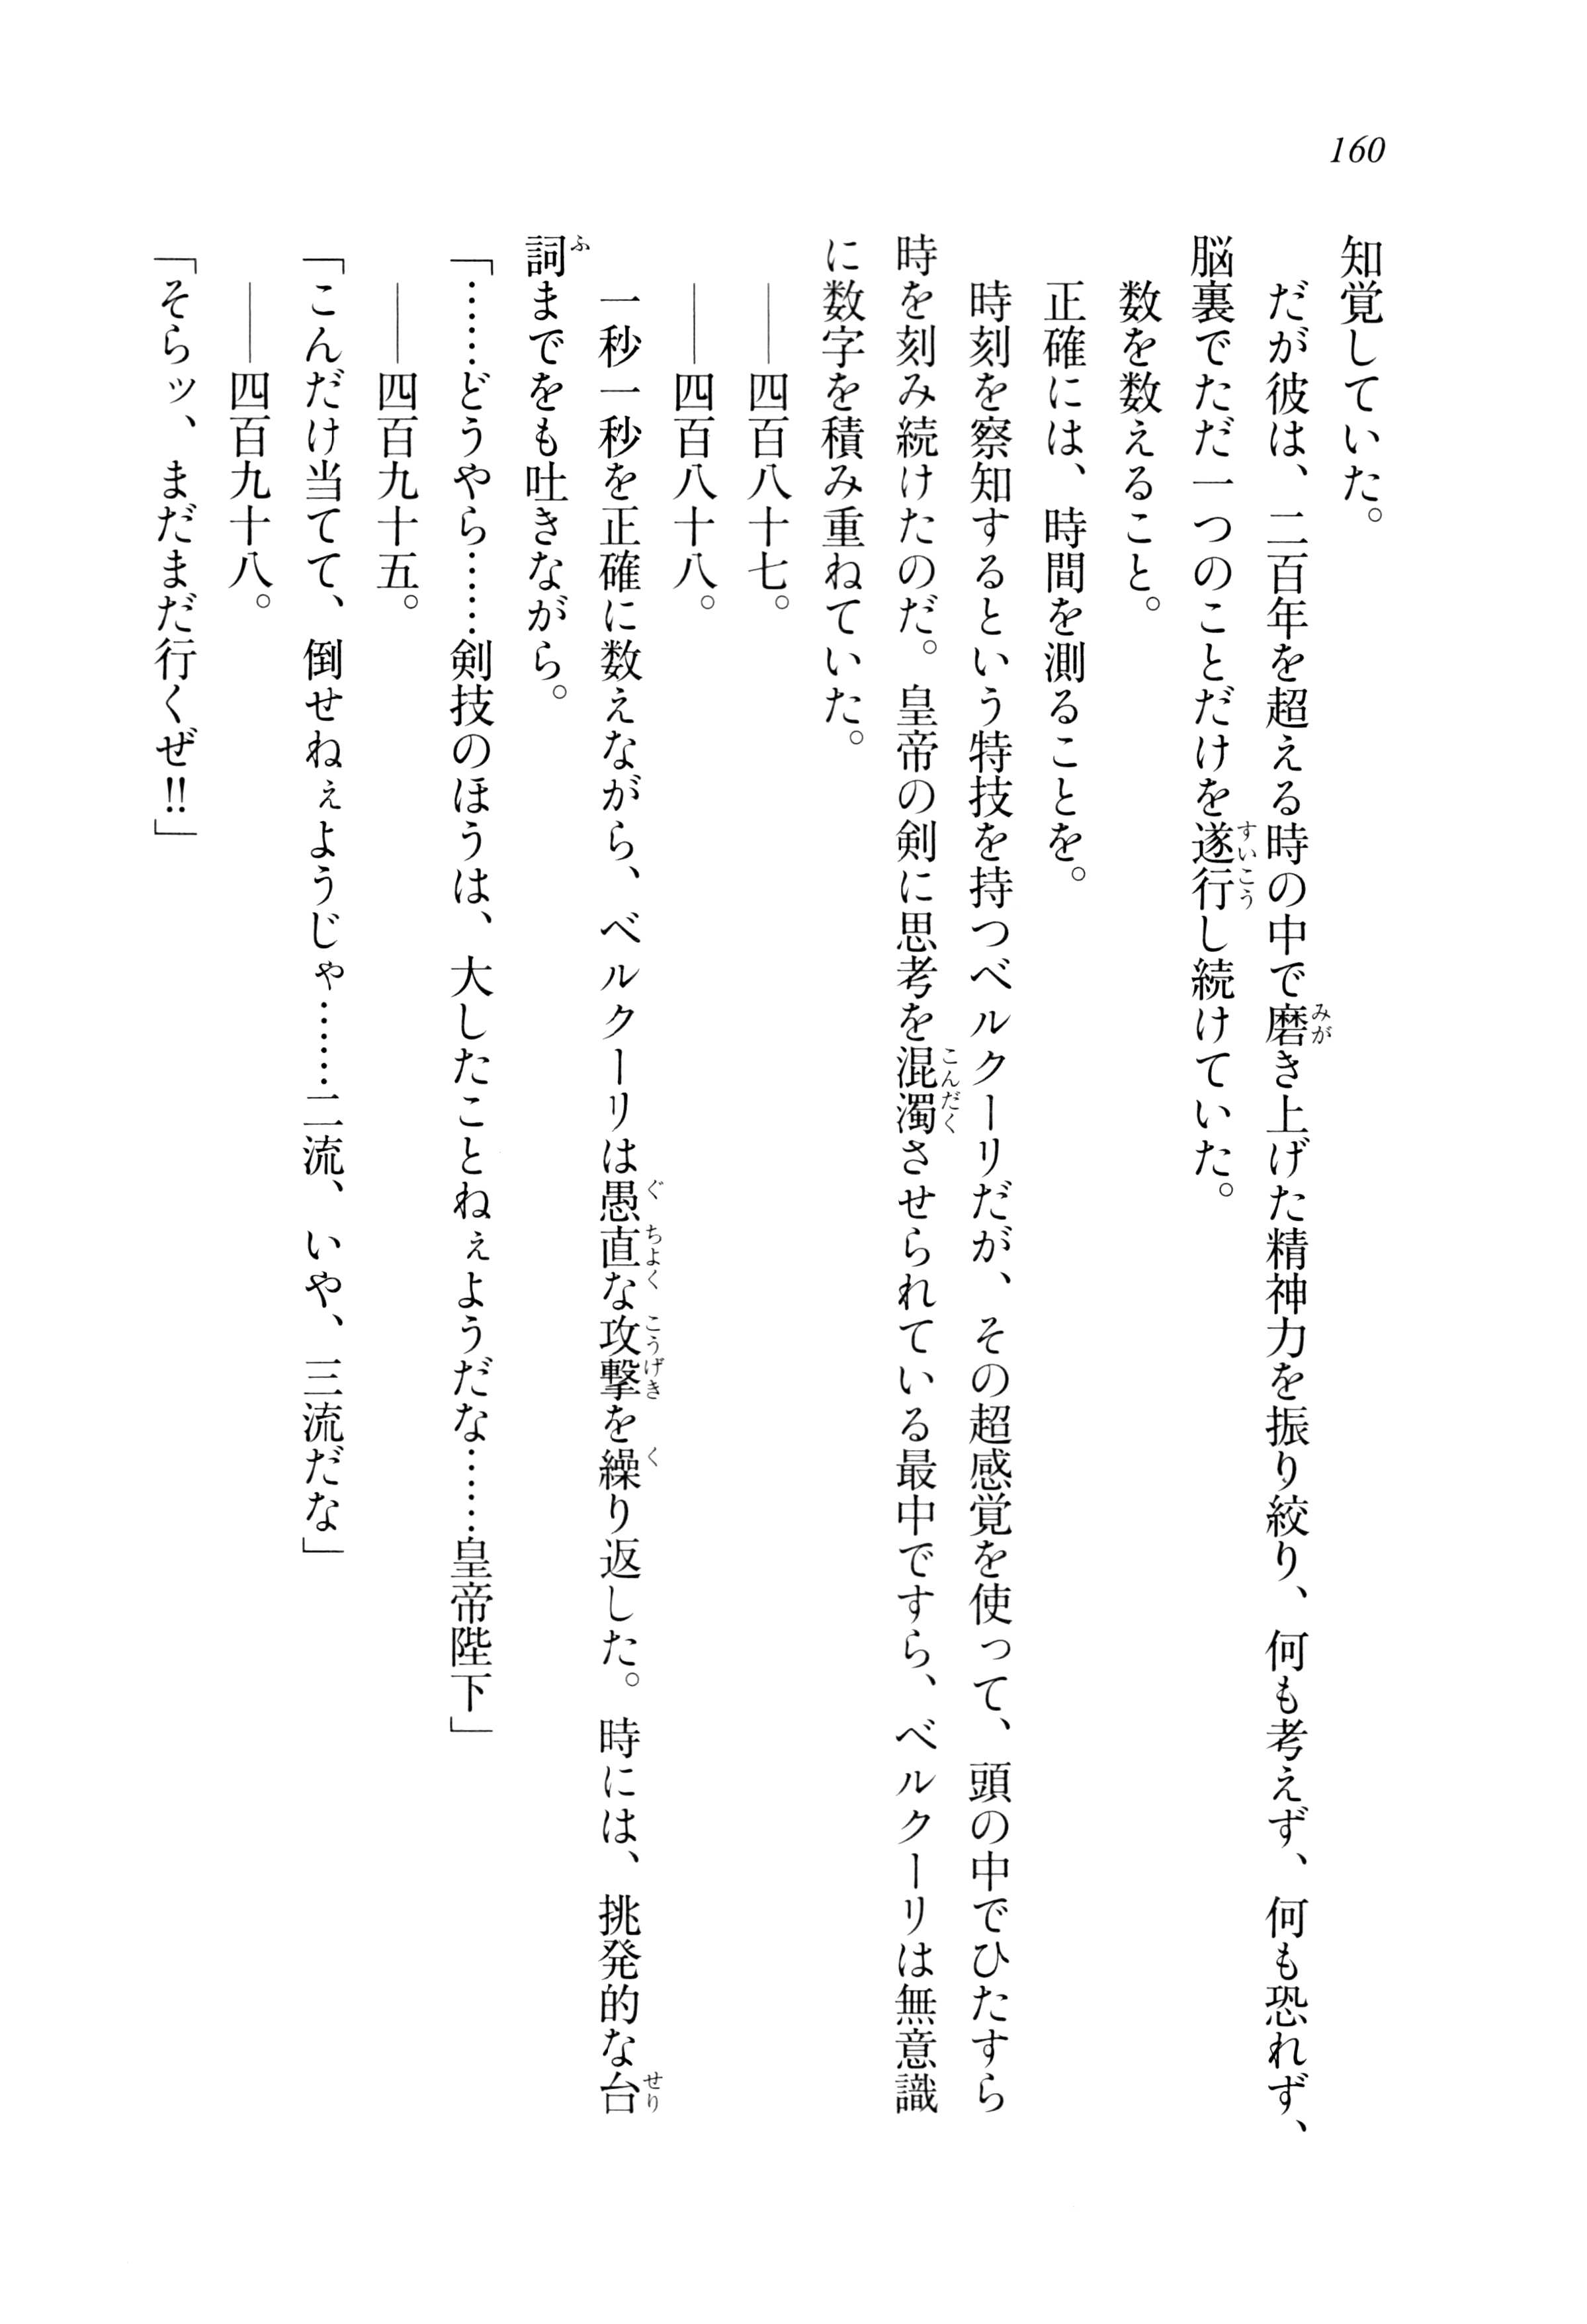 160
知覚していた。
だが彼は、二百年を超える時の中で磨き上げた精神力を振り絞り、何も考えず、何も恐れず、
脳裏でただ一つのことだけを遂行し続けていた。
数を数えること。
正確には、時間を測ることを。
時刻を察知するという特技を持つベルクーリだが、その超感覚を使って、頭の中でひたすら
時を刻み続けたのだ。皇帝の剣に思考を混濁させられている最中ですら、ベルクーリは無意識
に数字を積み重ねていた。
――四百八十七。
――四百八十八。
一秒一秒を正確に数えながら、ベルクーリは愚直な攻撃を繰り返した。時には、挑発的な台
詞までをも吐きながら。
「……どうやら……剣技のほうは、大したことねぇようだな……皇帝陛下」
――四百九十五。
「こんだけ当てて、倒せねぇようじゃ……二流、いや、三流だな」
――四百九十八。
「そらッ、まだまだ行くぜ!!」